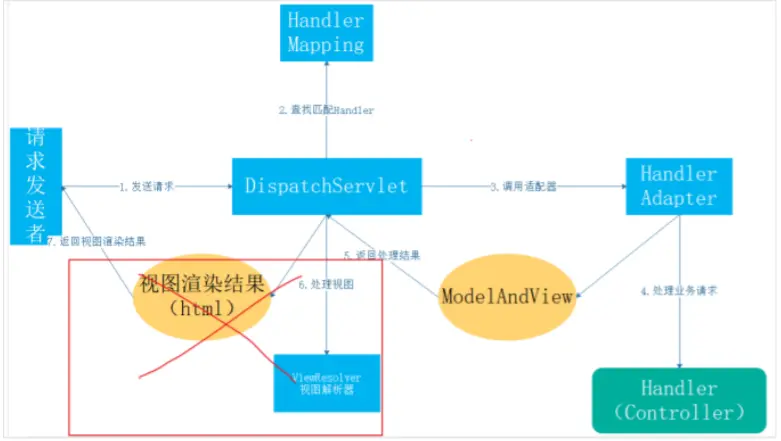 Handler
Mapping
2.查找匹配Handler
请
求
发
送
者
1.发送请求
DispatchServlet
3.调用适配器
Handler
Adapter
7.返回视图渲染结果
5.返回处理结果
视图渲染结果
（html）
6.处理视图
ModelAndView
4.处理业务请求
ViewResolver
视图解析器
Handler
（Controller）